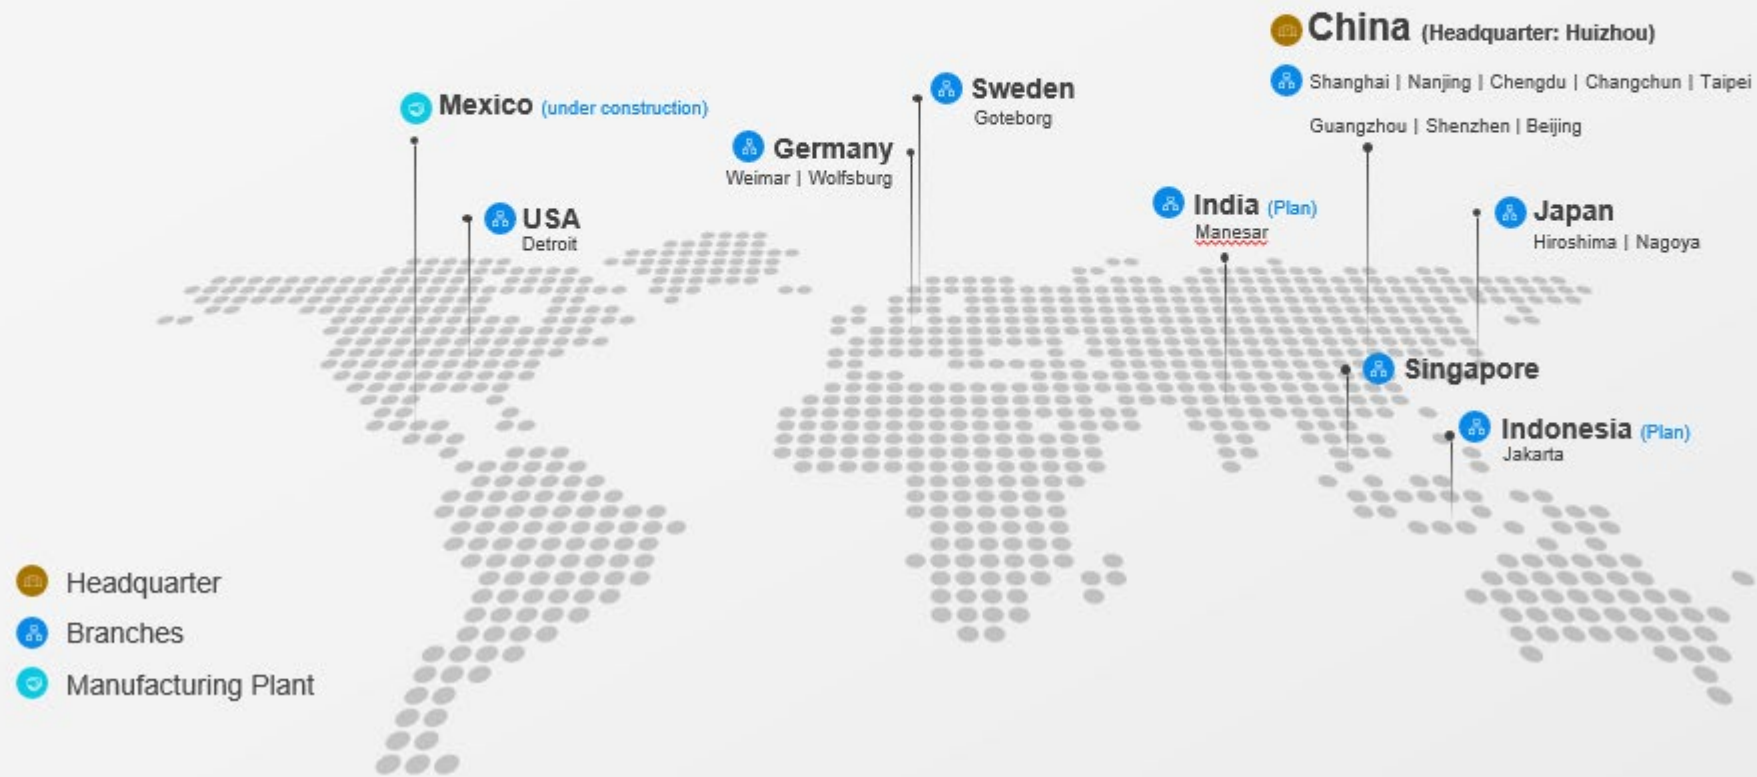 China (Headquarter: Huizhou)
Shanghai | Nanjing | Chengdu | Changchun | Taipei
Guangzhou | Shenzhen | Beijing
Mexico (under construction)
Sweden
Goteborg
Germany
Weimar | Wolfsburg
USA
Detroit
India (Plan)
Manesar
Japan
Hiroshima | Nagoya
Singapore
Indonesia (Plan)
Jakarta
Headquarter
Branches
Manufacturing Plant